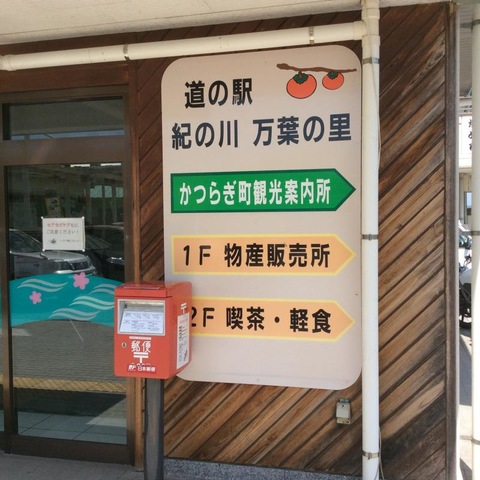 道の駅
紀の川 万葉の里
かつらぎ町観光案内所
1F 物産販売所
2F 喫茶・軽食
郵便
日本郵便